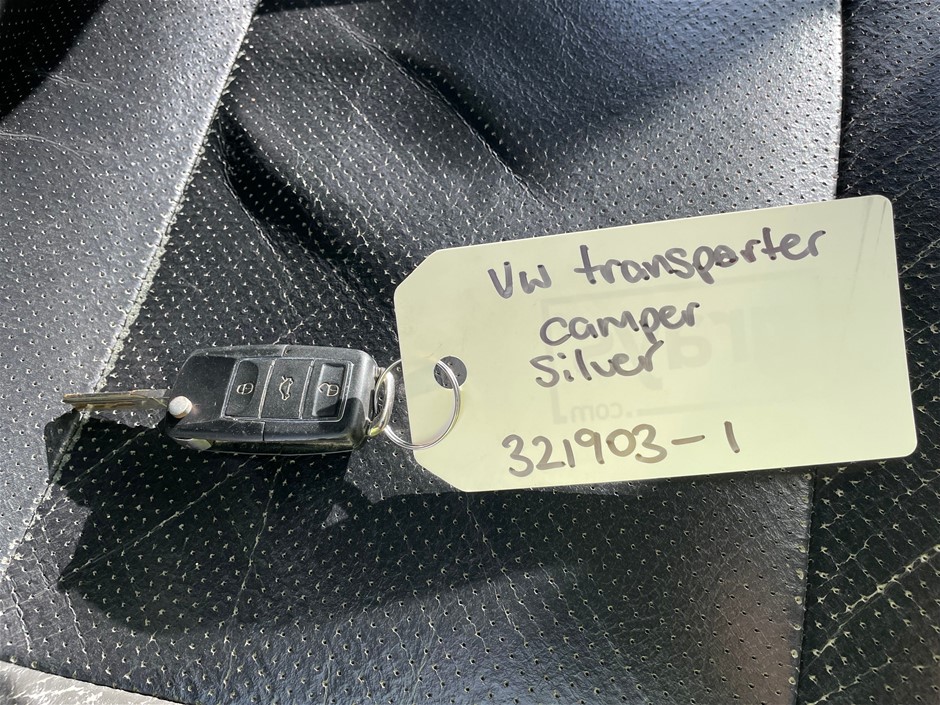 Vw transporter
camper
silver
321903-1